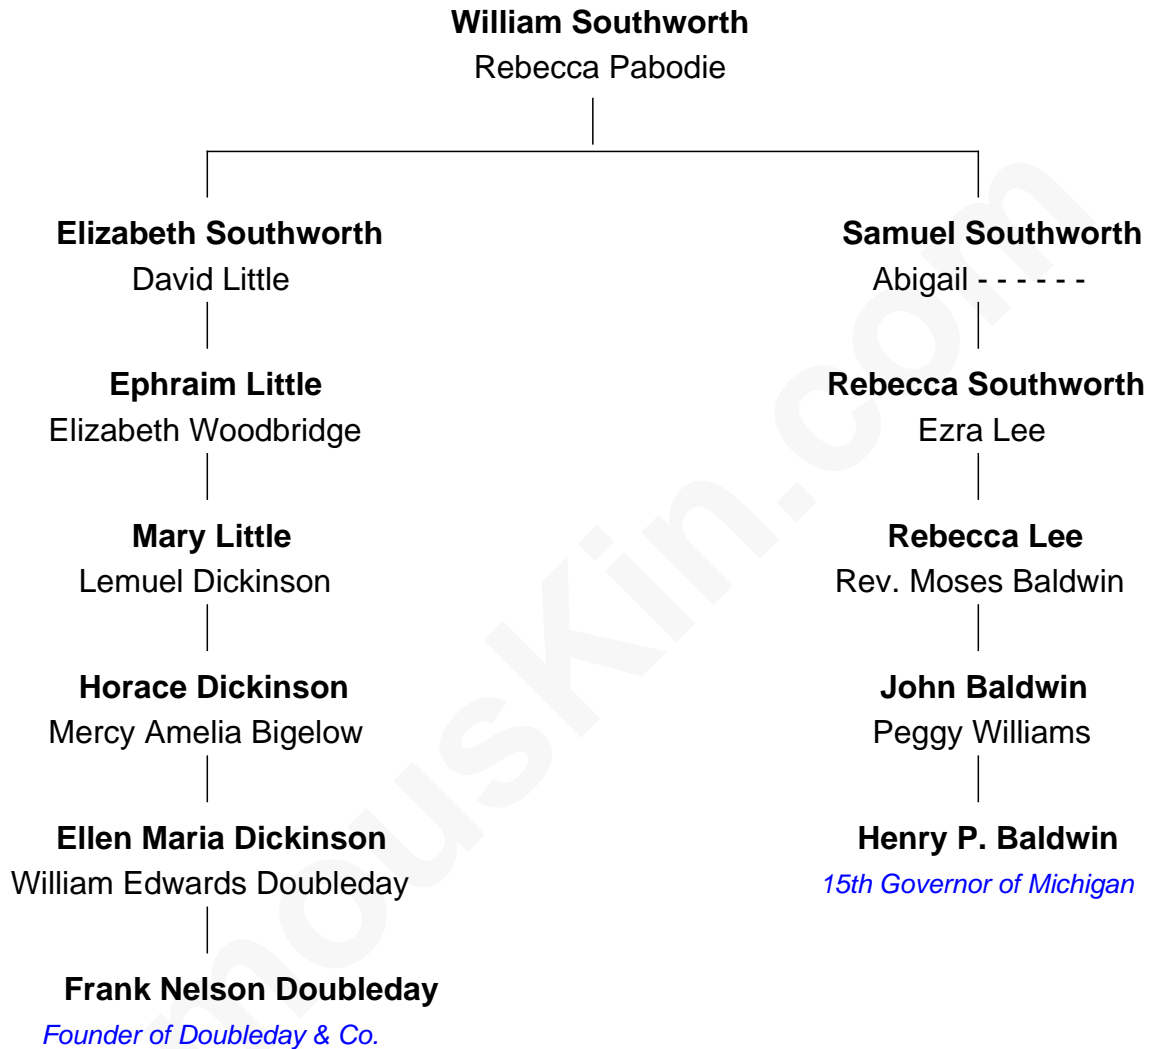 William Southworth
Rebecca Pabodie
Elizabeth Southworth
David Little
Samuel Southworth
Abigail - - - - - -
Ephraim Little
Elizabeth Woodbridge
Rebecca Southworth
Ezra Lee
Mary Little
Lemuel Dickinson
Rebecca Lee
Rev. Moses Baldwin
Horace Dickinson
Mercy Amelia Bigelow
John Baldwin
Peggy Williams
Ellen Maria Dickinson
William Edwards Doubleday
Henry P. Baldwin
15th Governor of Michigan
Frank Nelson Doubleday
Founder of Doubleday & Co.
mousKin.com